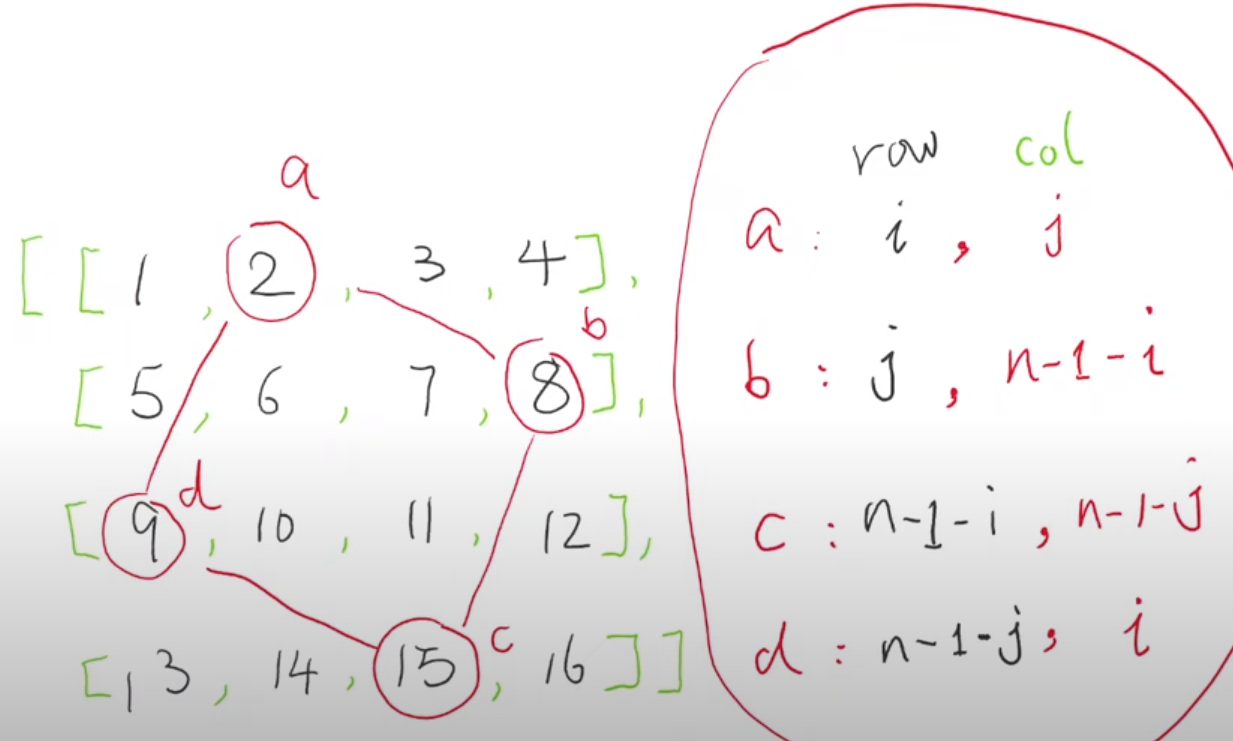 a
[ [ 1 , 2 , 3 , 4 ] ,
b
[ 5 , 6 , 7 , 8 ] ,
d
[ 9 , 10 , 11 , 12 ] ,
c
[ 13 , 14 , 15 , 16 ] ]
row col
a : i , j
b : j , n-1-i
c : n-1-i , n-1-j
d : n-1-j , i